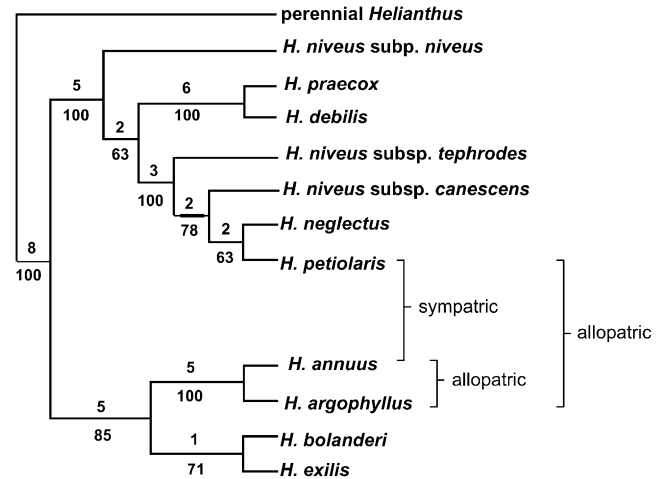 perennial Helianthus
H. niveus subp. niveus
5
100
H. praecox
6
100
H. debilis
2
63
H. niveus subsp. tephrodes
3
100
H. niveus subsp. canescens
2
78
H. neglectus
2
63
H. petiolaris
8
100
sympatric
allopatric
H. annuus
5
100
allopatric
H. argophyllus
5
85
H. bolanderi
1
71
H. exilis